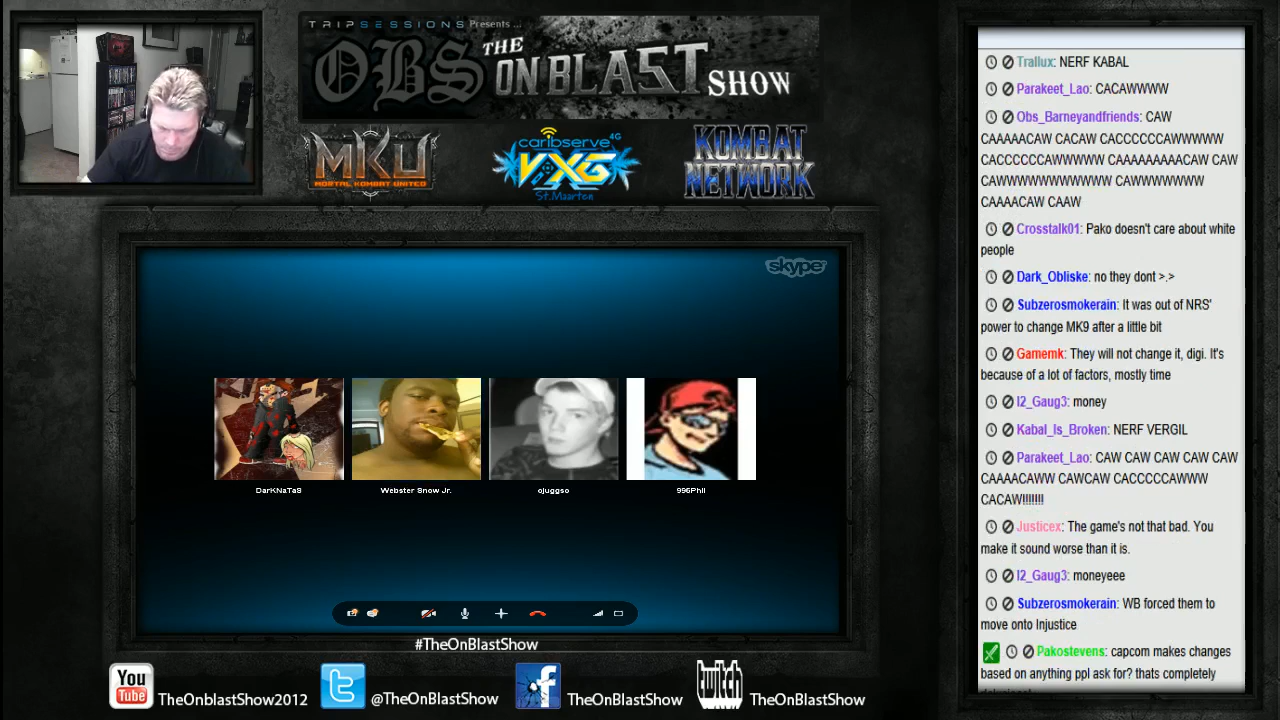 TRIPSESSIONS Presents ...
OBS THE ON BLAST SHOW
MKU
MORTAL KOMBAT UNITED
caribserve 4G
VXG
St.Maarten
KOMBAT
NETWORK
skype
DarKNaTaS
Webster Snow Jr.
ojuggso
996Phil
#TheOnBlastShow
You
Tube
TheOnblastShow2012
@TheOnBlastShow
TheOnBlastShow
twitch
TheOnBlastShow
Trallux: NERF KABAL
Parakeet_Lao: CACAWWWW
Obs_Barneyandfriends: CAW
CAAAAACAW CACAW CACCCCCCAWWWWW
CACCCCCCAWWWWW CAAAAAAAAACAW CAW
CAWWWWWWWWWWW CAWWWWWWW
CAAAACAW CAAW
Crosstalk01: Pako doesn't care about white
people
Dark_Obliske: no they dont >.>
Subzerosmokerain: It was out of NRS'
power to change MK9 after a little bit
Gamemk: They will not change it, digi. It's
because of a lot of factors, mostly time
I2_Gaug3: money
Kabal_Is_Broken: NERF VERGIL
Parakeet_Lao: CAW CAW CAW CAW CAW
CAAAACAWW CAWCAW CACCCCCAWWW
CACAW!!!!!!!
Justicex: The game's not that bad. You
make it sound worse than it is.
I2_Gaug3: moneyeee
Subzerosmokerain: WB forced them to
move onto Injustice
Pakostevens: capcom makes changes
based on anything ppl ask for? thats completely